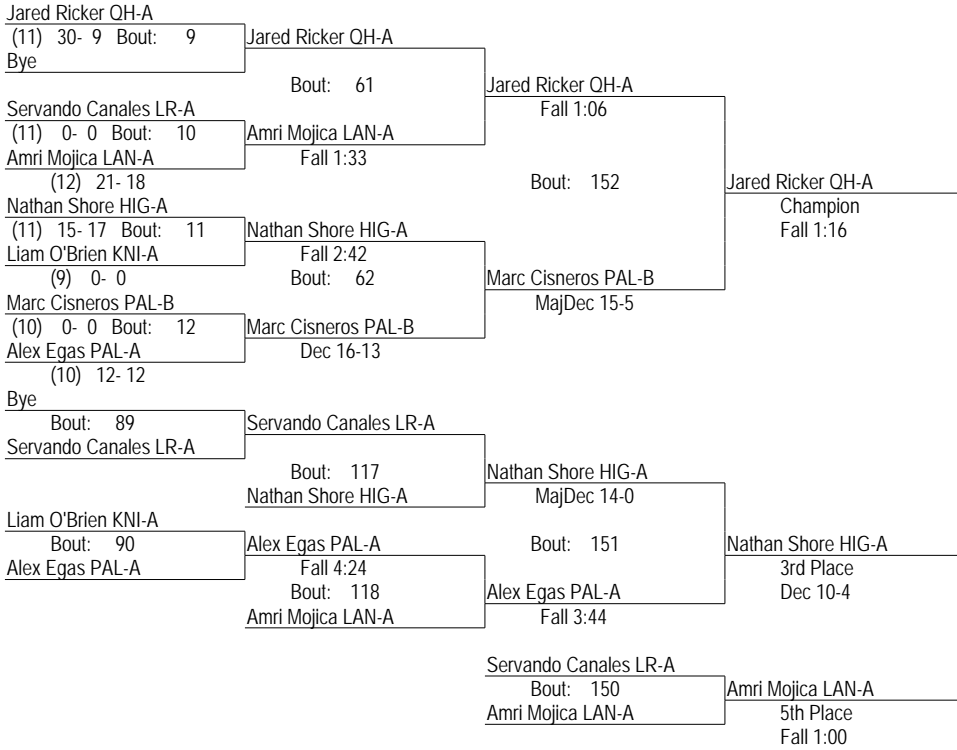 Jared Ricker QH-A
(11) 30- 9 Bout: 9 Jared Ricker QH-A
Bye
Bout: 61 Jared Ricker QH-A
Servando Canales LR-A Fall 1:06
(11) 0- 0 Bout: 10 Amri Mojica LAN-A
Amri Mojica LAN-A Fall 1:33
(12) 21- 18 Bout: 152 Jared Ricker QH-A
Nathan Shore HIG-A Champion
(11) 15- 17 Bout: 11 Nathan Shore HIG-A Fall 1:16
Liam O'Brien KNI-A Fall 2:42
(9) 0- 0 Bout: 62 Marc Cisneros PAL-B
Marc Cisneros PAL-B MajDec 15-5
(10) 0- 0 Bout: 12 Marc Cisneros PAL-B
Alex Egas PAL-A Dec 16-13
(10) 12- 12
Bye
Bout: 89 Servando Canales LR-A
Servando Canales LR-A
Bout: 117 Nathan Shore HIG-A
Nathan Shore HIG-A MajDec 14-0
Liam O'Brien KNI-A
Bout: 90 Alex Egas PAL-A Bout: 151 Nathan Shore HIG-A
Alex Egas PAL-A Fall 4:24 3rd Place
Bout: 118 Alex Egas PAL-A Dec 10-4
Amri Mojica LAN-A Fall 3:44
Servando Canales LR-A
Bout: 150 Amri Mojica LAN-A
Amri Mojica LAN-A 5th Place
Fall 1:00